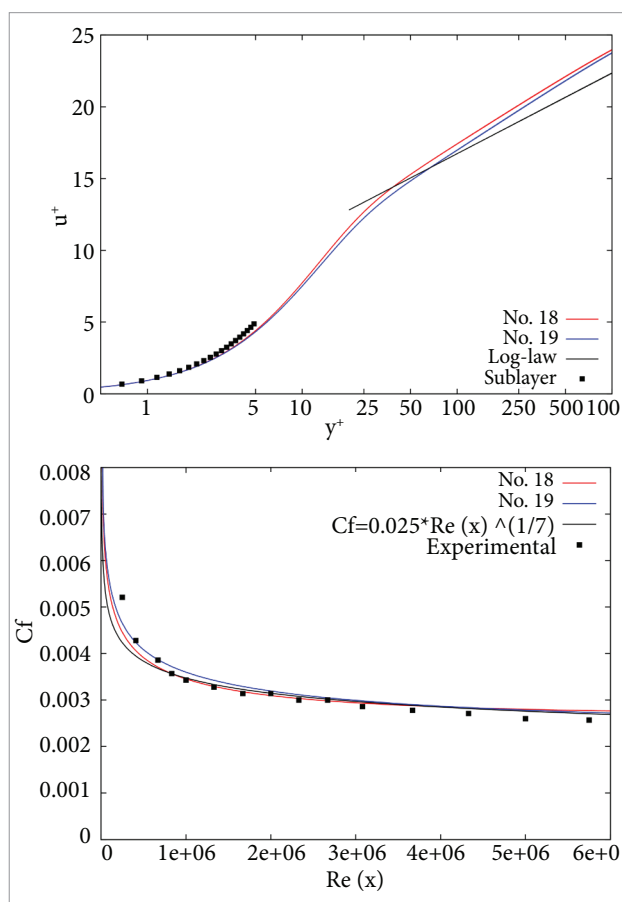 25
20
15
10
5
0
u+
No. 18
No. 19
Log-law
Sublayer
1 5 10 25 50 100 250 500 100
y+
0.008
0.007
0.006
0.005
0.004
0.003
0.002
0.001
0
Cf
No. 18
No. 19
Cf=0.025*Re (x) ^(1/7)
Experimental
0 1e+06 2e+06 3e+06 4e+06 5e+06 6e+0
Re (x)